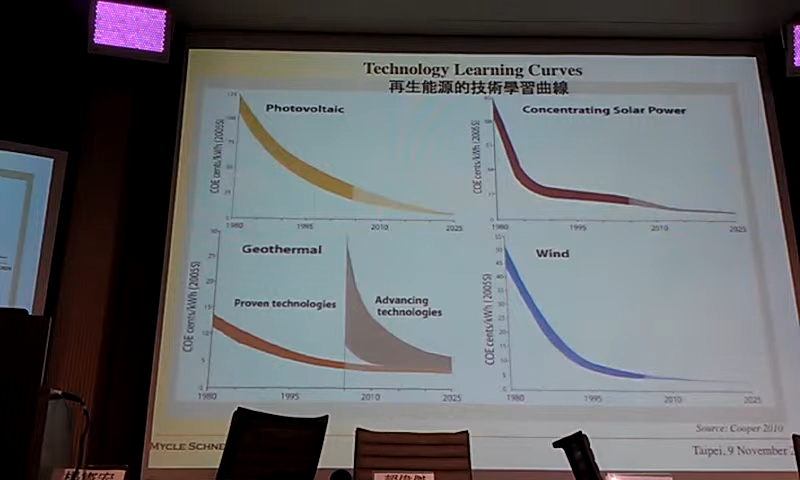 Technology Learning Curves
再生能源的技術學習曲線
Photovoltaic
COE cents/kWh (2005$)
1980 1995 2010 2025
Concentrating Solar Power
COE cents/kWh (2005$)
1980 1995 2010 2025
Geothermal
Proven technologies
Advancing technologies
COE cents/kWh (2005$)
1980 1995 2010 2025
Wind
COE cents/kWh (2005$)
1980 1995 2010 2025
Source: Cooper 2010
MYCLE SCHNE
Taipei, 9 November 2